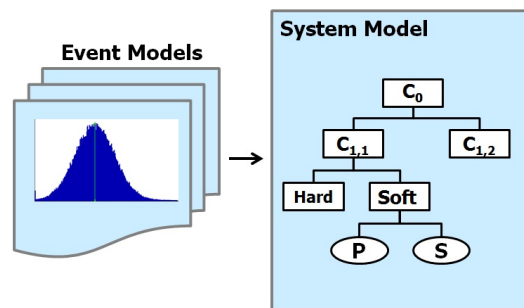 Event Models
System Model
C0
C1,1
C1,2
Hard
Soft
P
S